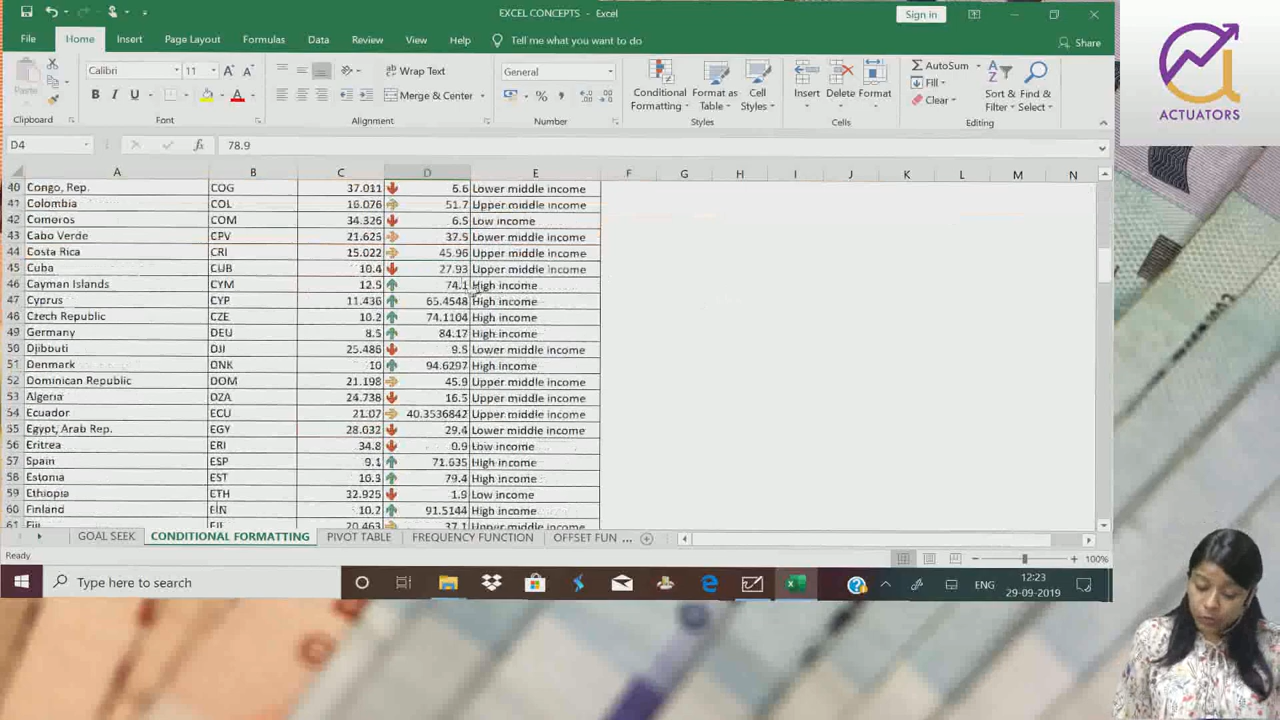 EXCEL CONCEPTS - Excel
Sign in
File Home Insert Page Layout Formulas Data Review View Help Tell me what you want to do
Share
Calibri 11 Wrap Text General AutoSum
Paste B I U Merge & Center Conditional Formatting Format as Table Cell Styles Insert Delete Format Fill Clear Sort & Filter Find & Select
Clipboard Font Alignment Number Styles Cells Editing
D4 fx 78.9
A B C D E F G H I J K L M N
40 Congo, Rep. COG 37.011 5.6 Lower middle income
41 Colombia COL 16.076 51.7 Upper middle income
42 Comoros COM 34.326 6.5 Low income
43 Cabo Verde CPV 21.625 37.5 Lower middle income
44 Costa Rica CRI 15.022 45.96 Upper middle income
45 Cuba CUB 10.4 27.93 Upper middle income
46 Cayman Islands CYM 12.5 74.1 High income
47 Cyprus CYP 11.436 65.4548 High income
48 Czech Republic CZE 10.2 74.1104 High income
49 Germany DEU 8.5 84.17 High income
50 Djibouti DJI 25.486 9.5 Lower middle income
51 Denmark DNK 10 94.6297 High income
52 Dominican Republic DOM 21.198 45.9 Upper middle income
53 Algeria DZA 24.738 16.5 Upper middle income
54 Ecuador ECU 21.07 40.3536842 Upper middle income
55 Egypt, Arab Rep. EGY 28.032 29.4 Lower middle income
56 Eritrea ERI 34.8 0.9 Low income
57 Spain ESP 9.1 71.635 High income
58 Estonia EST 10.3 79.4 High income
59 Ethiopia ETH 32.925 1.9 Low income
60 Finland FIN 10.2 91.5144 High income
61 Fiji FJI 20.463 37.1 Upper middle income
GOAL SEEK CONDITIONAL FORMATTING PIVOT TABLE FREQUENCY FUNCTION OFFSET FUN ...
Ready 100%
Type here to search ENG 12:23
29-09-2019
ACTUATORS